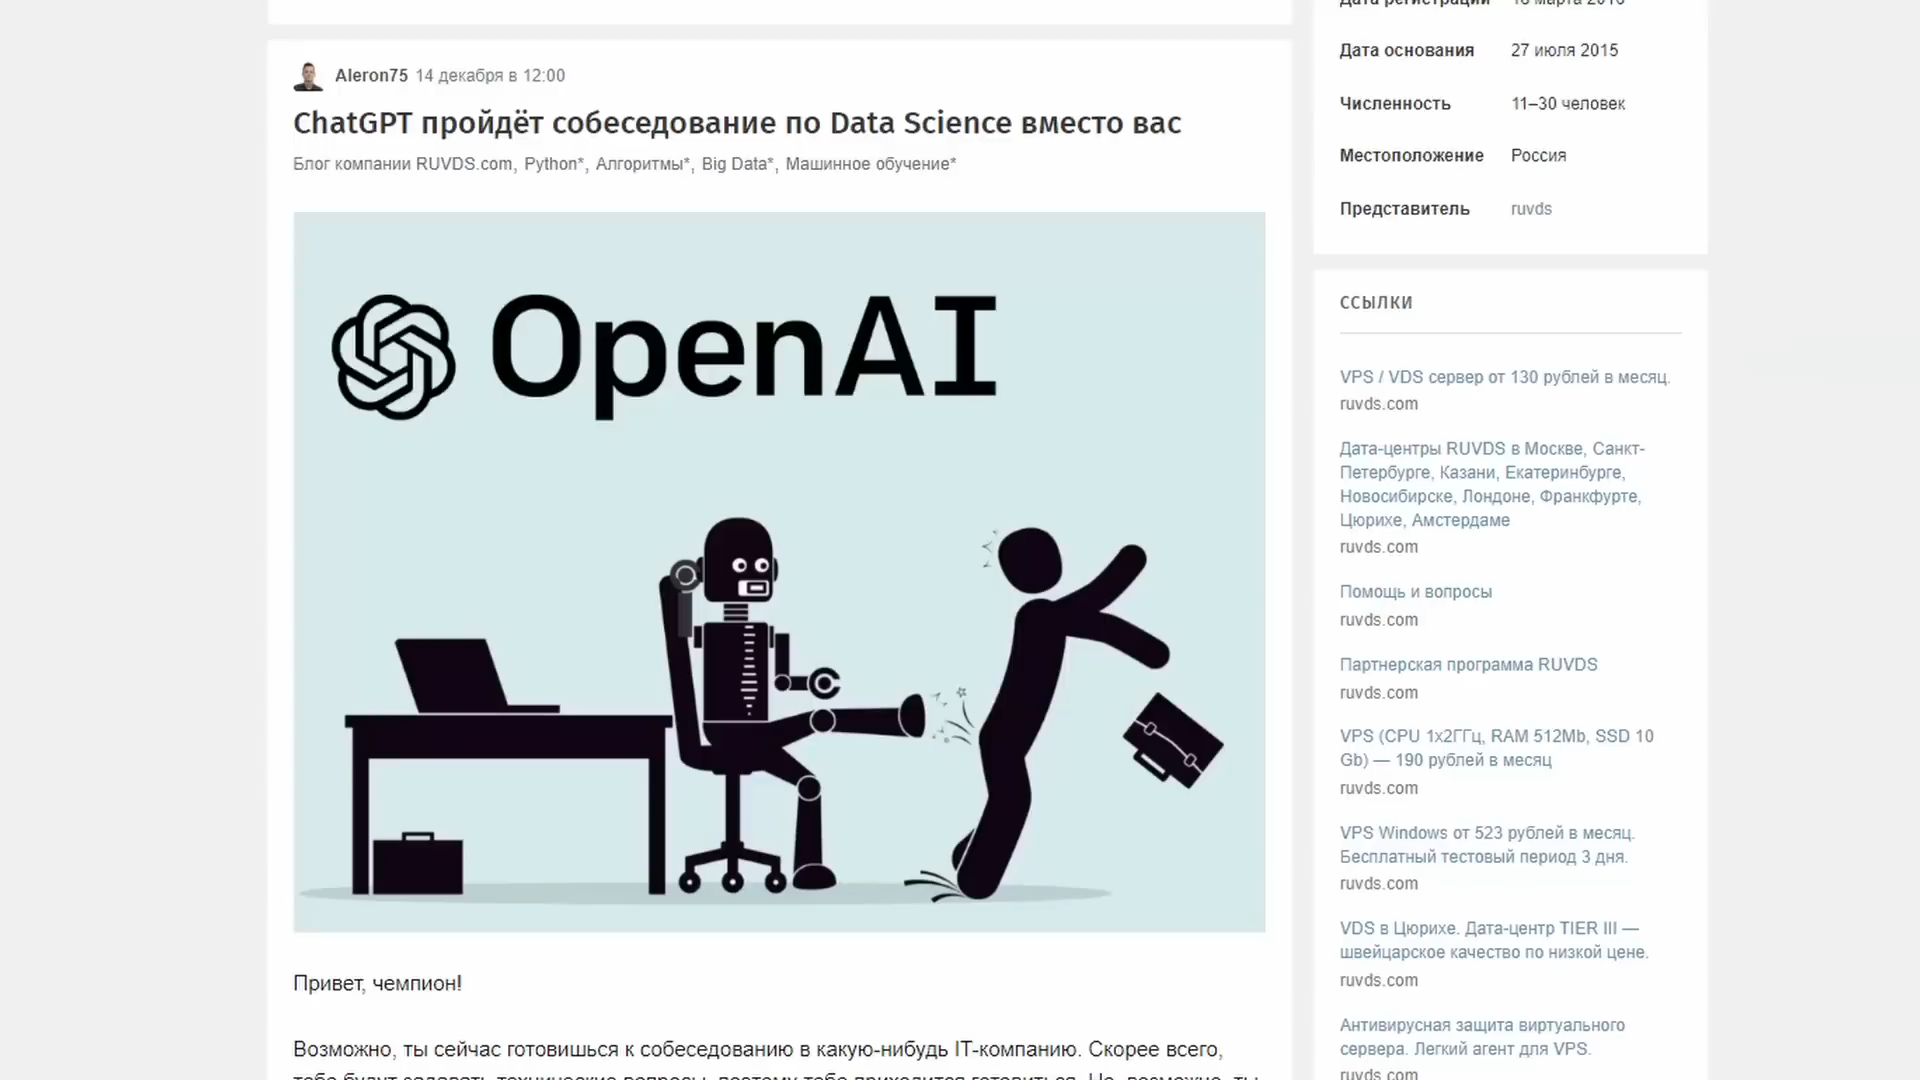 Aleron75 14 декабря в 12:00
ChatGPT пройдёт собеседование по Data Science вместо вас
Блог компании RUVDS.com, Python*, Алгоритмы*, Big Data*, Машинное обучение*
OpenAI
Привет, чемпион!
Возможно, ты сейчас готовишься к собеседованию в какую-нибудь IT-компанию. Скорее всего,
Дата регистрации
Дата основания 27 июля 2015
Численность 11–30 человек
Местоположение Россия
Представитель ruvds
ССЫЛКИ
VPS / VDS сервер от 130 рублей в месяц.
ruvds.com
Дата-центры RUVDS в Москве, Санкт-
Петербурге, Казани, Екатеринбурге,
Новосибирске, Лондоне, Франкфурте,
Цюрихе, Амстердаме
ruvds.com
Помощь и вопросы
ruvds.com
Партнерская программа RUVDS
ruvds.com
VPS (CPU 1x2ГГц, RAM 512Mb, SSD 10
Gb) — 190 рублей в месяц
ruvds.com
VPS Windows от 523 рублей в месяц.
Бесплатный тестовый период 3 дня.
ruvds.com
VDS в Цюрихе. Дата-центр TIER III —
швейцарское качество по низкой цене.
ruvds.com
Антивирусная защита виртуального
сервера. Легкий агент для VPS.
ruvds.com